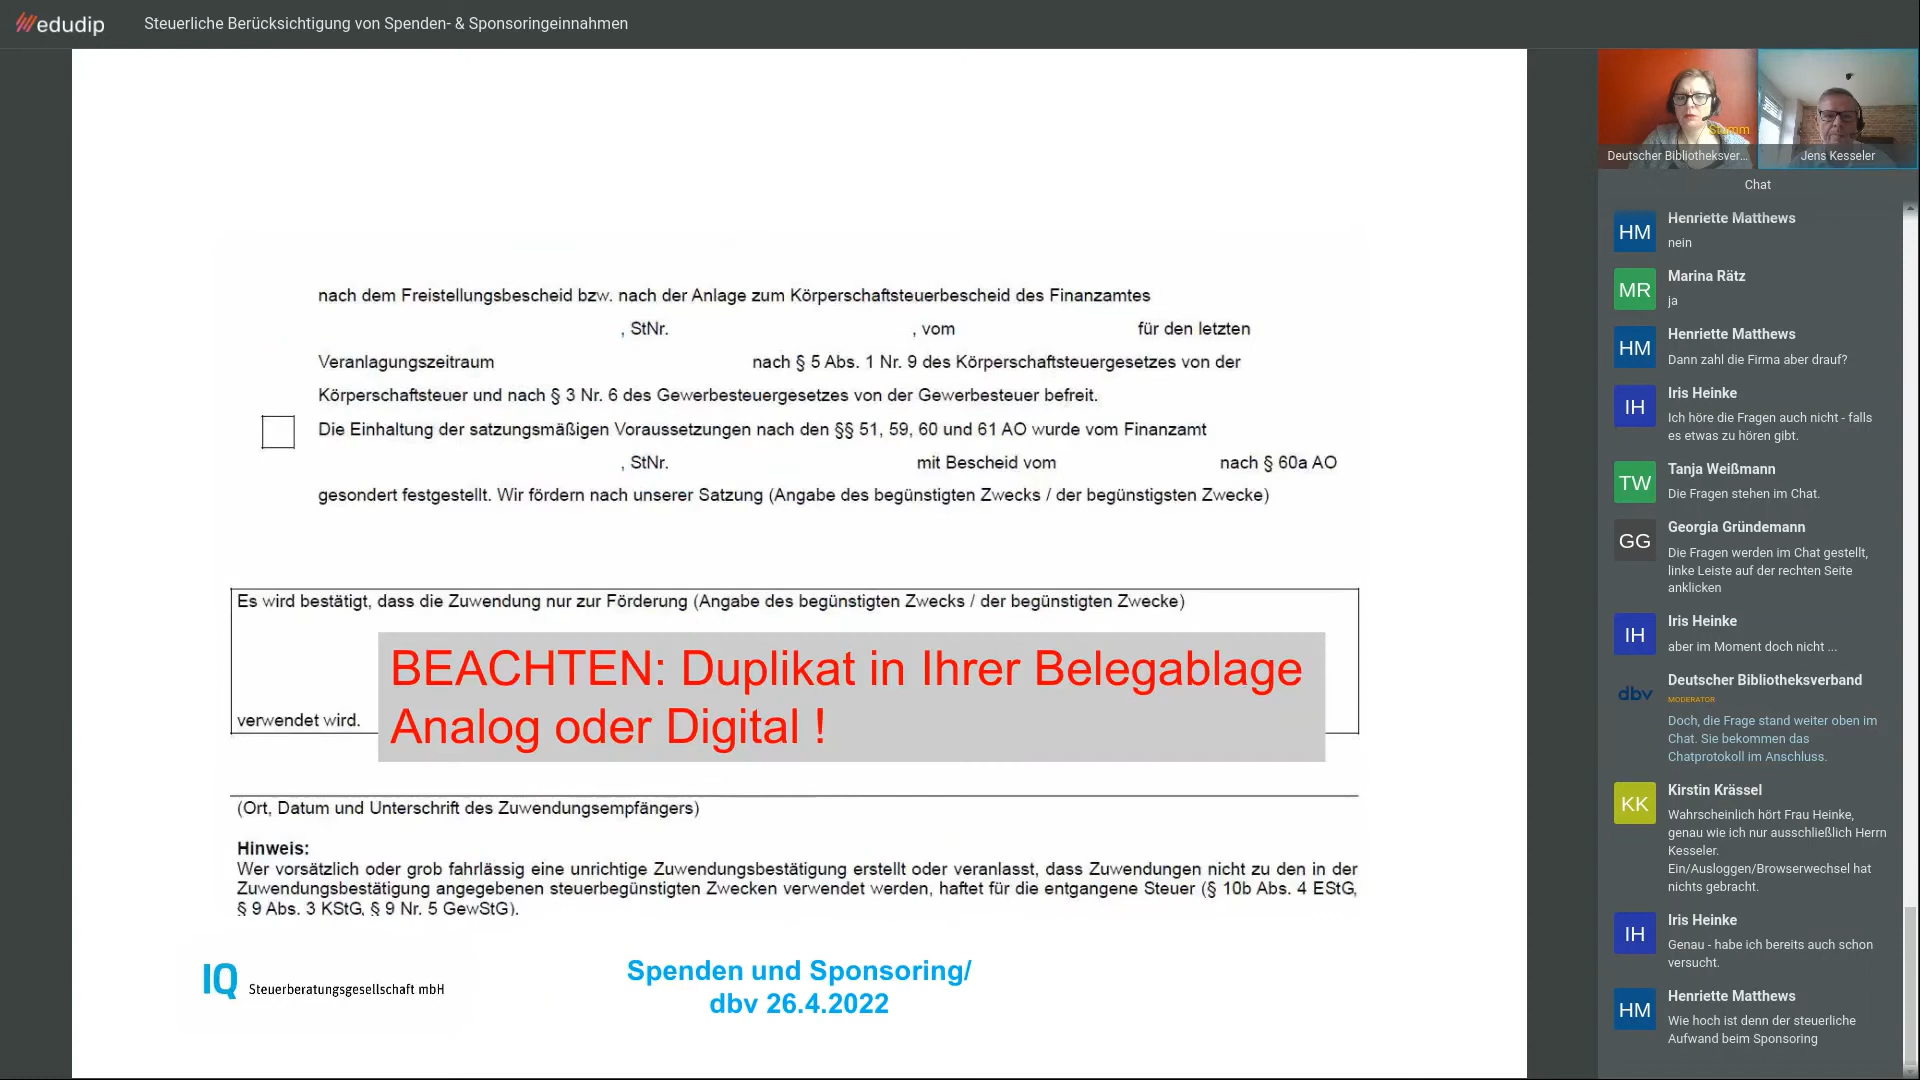 edudip
Steuerliche Berücksichtigung von Spenden- & Sponsoringeinnahmen
nach dem Freistellungsbescheid bzw. nach der Anlage zum Körperschaftsteuerbescheid des Finanzamtes
, StNr. , vom für den letzten
Veranlagungszeitraum nach § 5 Abs. 1 Nr. 9 des Körperschaftsteuergesetzes von der
Körperschaftsteuer und nach § 3 Nr. 6 des Gewerbesteuergesetzes von der Gewerbesteuer befreit.
Die Einhaltung der satzungsmäßigen Voraussetzungen nach den §§ 51, 59, 60 und 61 AO wurde vom Finanzamt
, StNr. mit Bescheid vom nach § 60a AO
gesondert festgestellt. Wir fördern nach unserer Satzung (Angabe des begünstigten Zwecks / der begünstigsten Zwecke)
Es wird bestätigt, dass die Zuwendung nur zur Förderung (Angabe des begünstigten Zwecks / der begünstigten Zwecke)
BEACHTEN: Duplikat in Ihrer Belegablage
Analog oder Digital !
verwendet wird.
(Ort, Datum und Unterschrift des Zuwendungsempfängers)
Hinweis:
Wer vorsätzlich oder grob fahrlässig eine unrichtige Zuwendungsbestätigung erstellt oder veranlasst, dass Zuwendungen nicht zu den in der
Zuwendungsbestätigung angegebenen steuerbegünstigten Zwecken verwendet werden, haftet für die entgangene Steuer (§ 10b Abs. 4 EStG,
§ 9 Abs. 3 KStG, § 9 Nr. 5 GewStG).
IQ Steuerberatungsgesellschaft mbH
Spenden und Sponsoring/
dbv 26.4.2022
Stumm
Deutscher Bibliotheksver...
Jens Kesseler
Chat
HM
Henriette Matthews
nein
MR
Marina Rätz
ja
HM
Henriette Matthews
Dann zahl die Firma aber drauf?
IH
Iris Heinke
Ich höre die Fragen auch nicht - falls
es etwas zu hören gibt.
TW
Tanja Weißmann
Die Fragen stehen im Chat.
GG
Georgia Gründemann
Die Fragen werden im Chat gestellt,
linke Leiste auf der rechten Seite
anklicken
IH
Iris Heinke
aber im Moment doch nicht ...
dbv
Deutscher Bibliotheksverband
MODERATOR
Doch, die Frage stand weiter oben im
Chat. Sie bekommen das
Chatprotokoll im Anschluss.
KK
Kirstin Krässel
Wahrscheinlich hört Frau Heinke,
genau wie ich nur ausschließlich Herrn
Kesseler.
Ein/Ausloggen/Browserwechsel hat
nichts gebracht.
IH
Iris Heinke
Genau - habe ich bereits auch schon
versucht.
HM
Henriette Matthews
Wie hoch ist denn der steuerliche
Aufwand beim Sponsoring